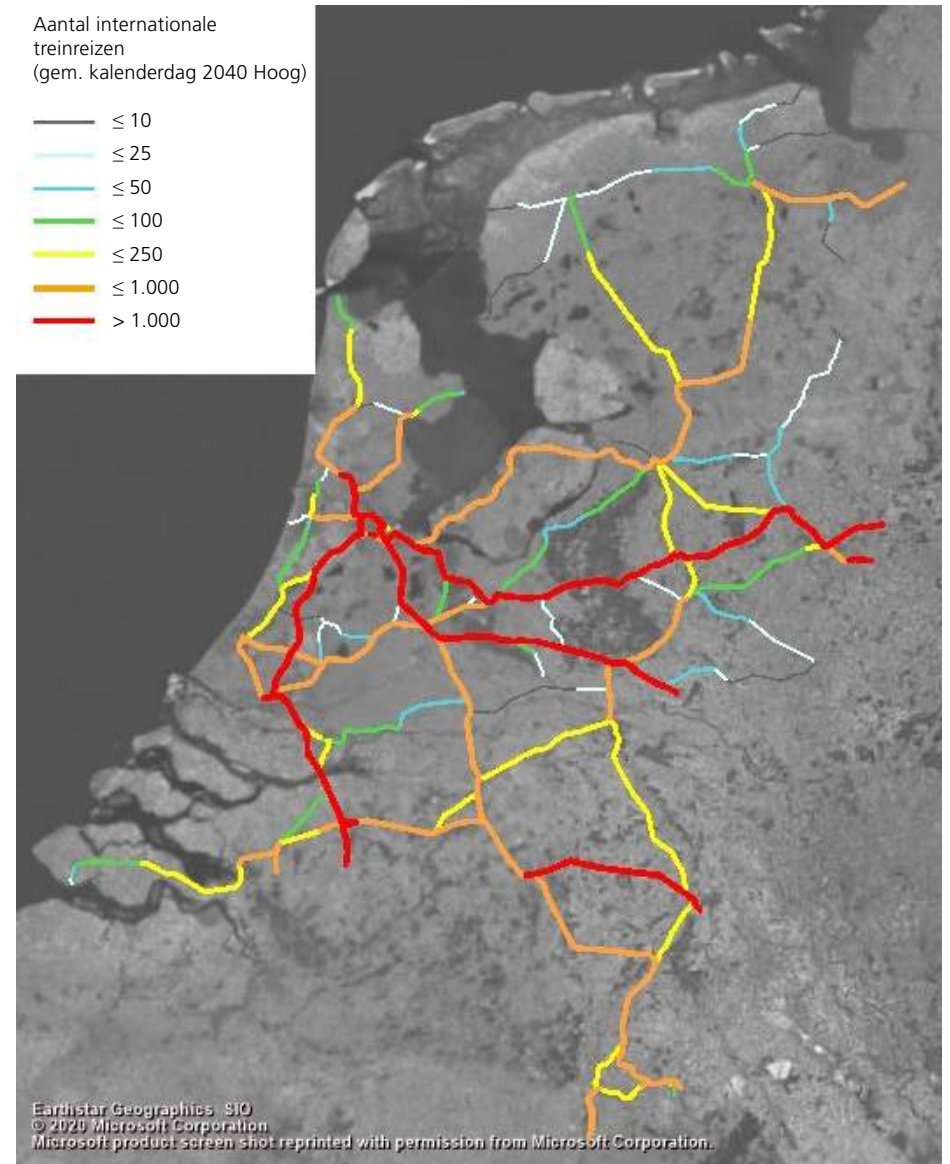 Aantal internationale
treinreizen
(gem. kalenderdag 2040 Hoog)
≤ 10
≤ 25
≤ 50
≤ 100
≤ 250
≤ 1.000
> 1.000
Earthstar Geographics SIO
© 2020 Microsoft Corporation
Microsoft product screen shot reprinted with permission from Microsoft Corporation.